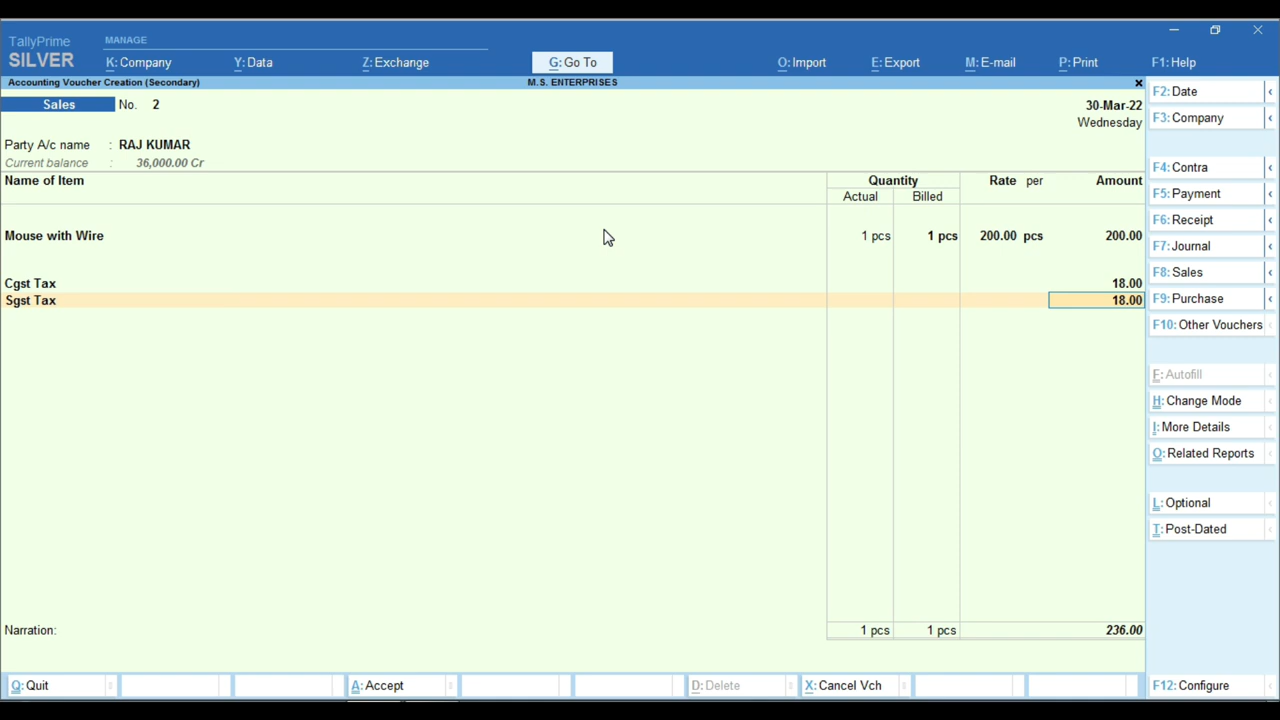 TallyPrime
SILVER
MANAGE
K: Company
Y: Data
Z: Exchange
G: Go To
O: Import
E: Export
M: E-mail
P: Print
F1: Help
Accounting Voucher Creation (Secondary)
M.S. ENTERPRISES
Sales No. 2
30-Mar-22
Wednesday
Party A/c name : RAJ KUMAR
Current balance : 36,000.00 Cr
Name of Item Quantity Rate per Amount
Actual Billed
Mouse with Wire 1 pcs 1 pcs 200.00 pcs 200.00
Cgst Tax 18.00
Sgst Tax 18.00
Narration: 1 pcs 1 pcs 236.00
F2: Date
F3: Company
F4: Contra
F5: Payment
F6: Receipt
F7: Journal
F8: Sales
F9: Purchase
F10: Other Vouchers
F: Autofill
H: Change Mode
I: More Details
O: Related Reports
L: Optional
T: Post-Dated
Q: Quit
A: Accept
D: Delete
X: Cancel Vch
F12: Configure